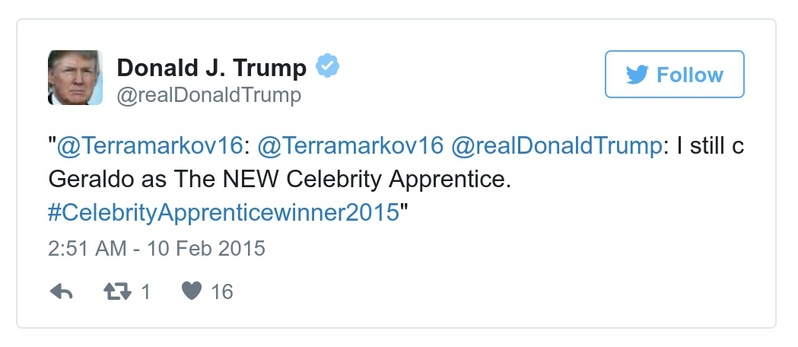 Donald J. Trump
@realDonaldTrump
Follow
"@Terramarkov16: @Terramarkov16 @realDonaldTrump: I still c
Geraldo as The NEW Celebrity Apprentice.
#CelebrityApprenticewinner2015"
2:51 AM - 10 Feb 2015
1 16